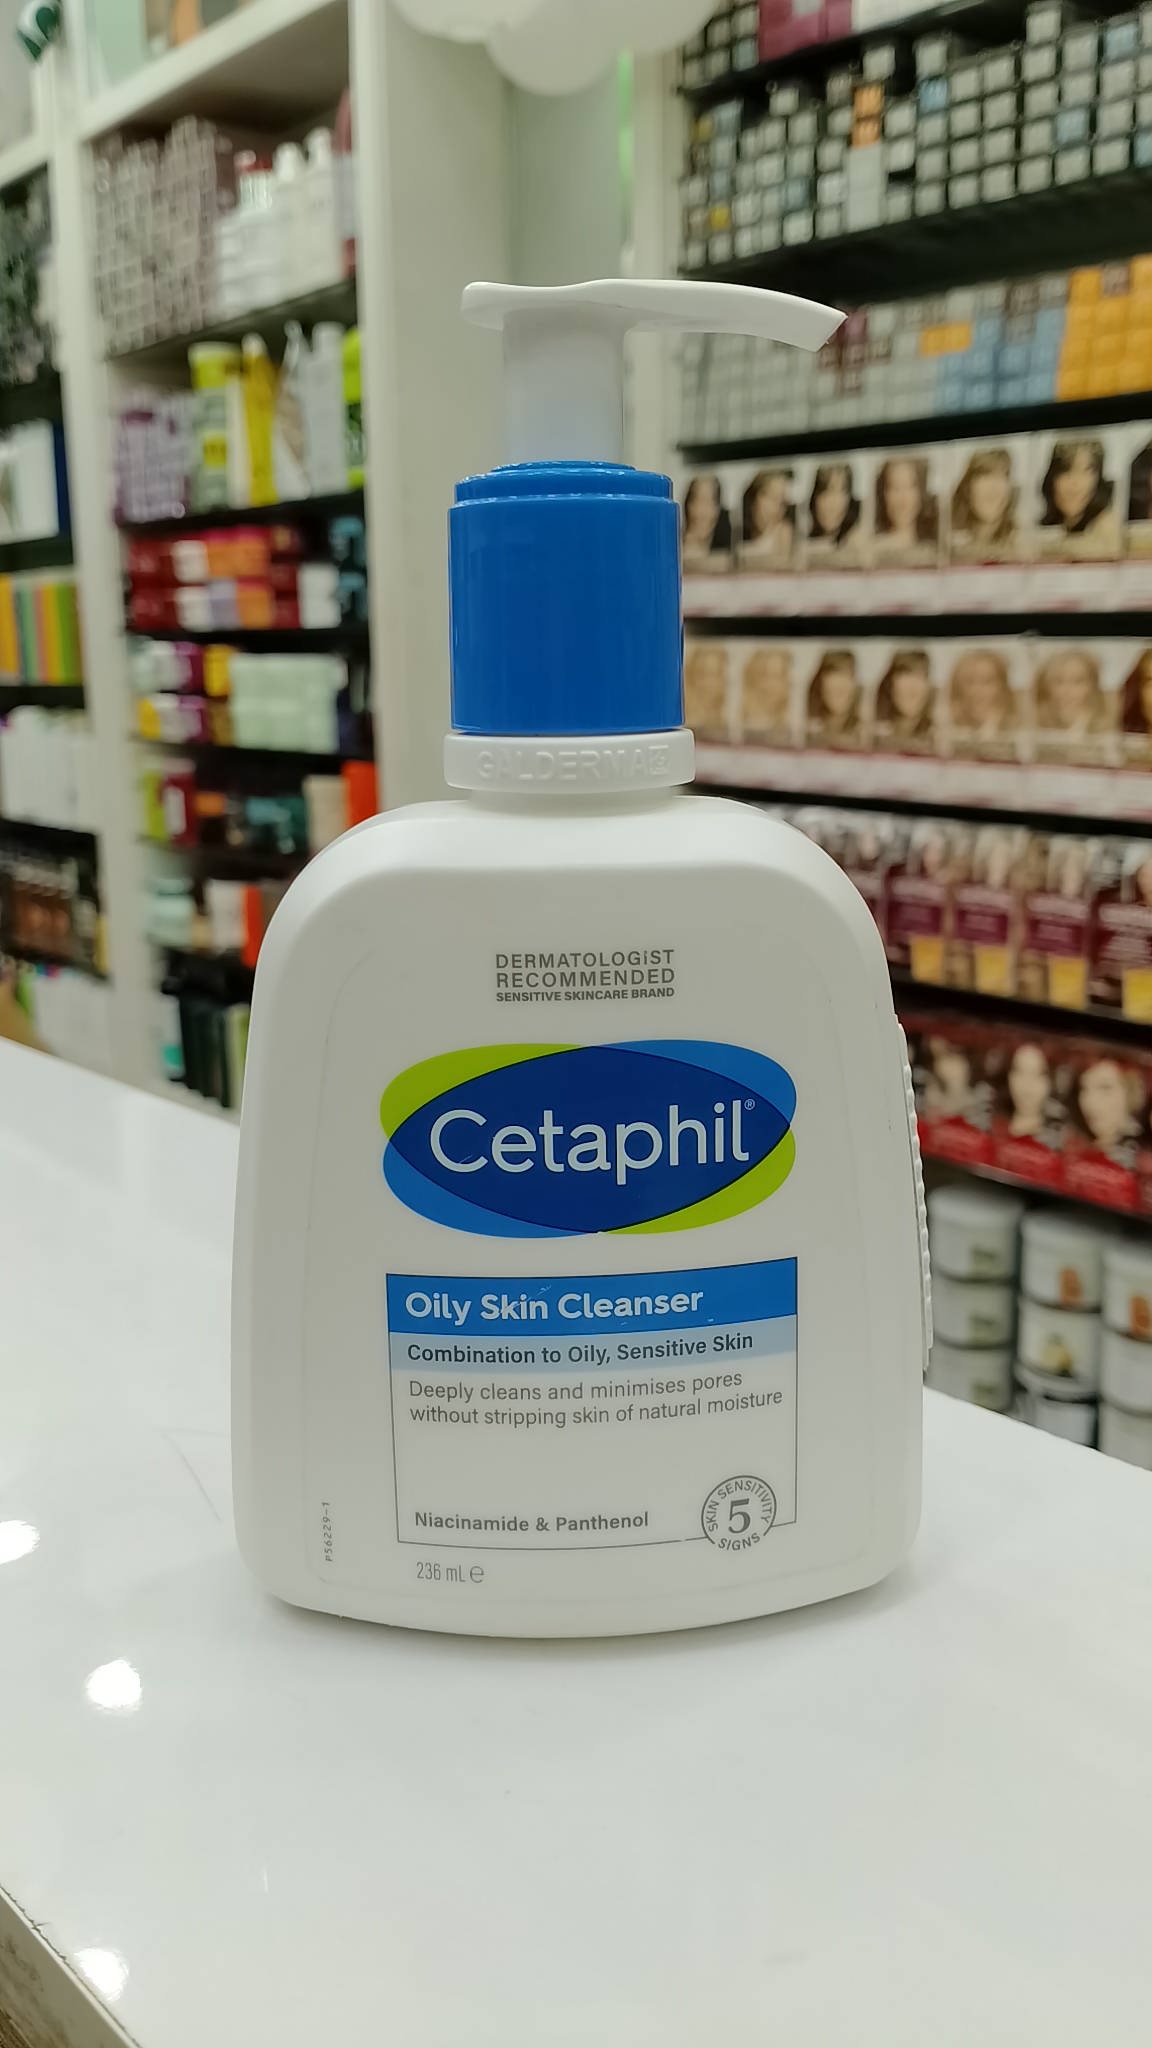 GALDERMA
DERMATOLOGIST
RECOMMENDED
SENSITIVE SKINCARE BRAND
Cetaphil®
Oily Skin Cleanser
Combination to Oily, Sensitive Skin
Deeply cleans and minimises pores
without stripping skin of natural moisture
Niacinamide & Panthenol
SKIN SENSITIVITY
5
SIGNS
P56229-1
236 mL ℮